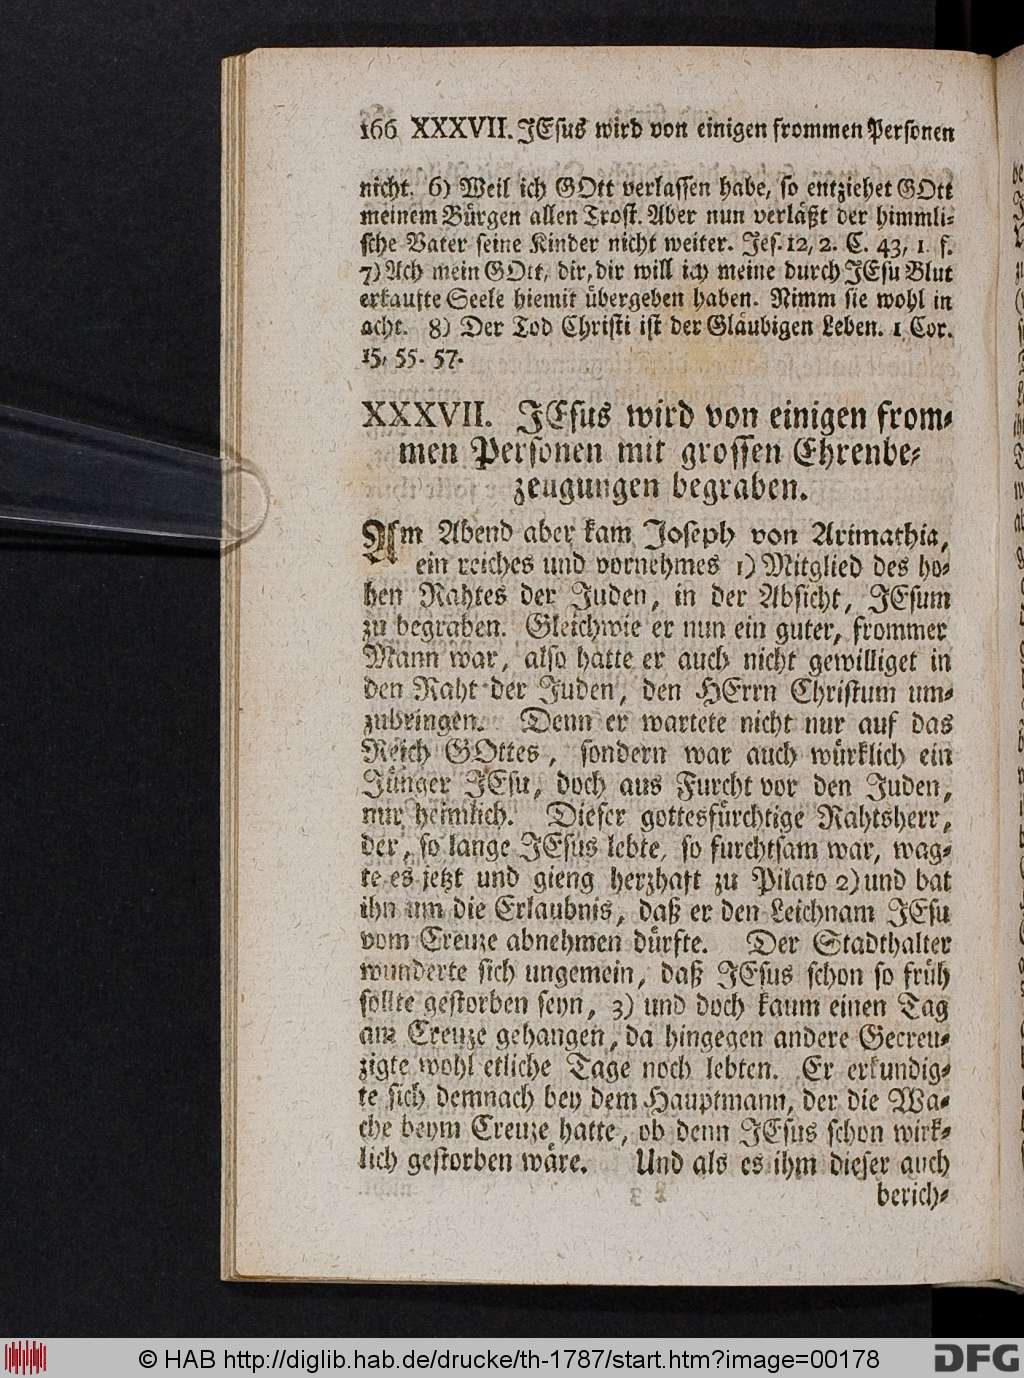 166 XXXVII. JEsus wird von einigen frommen Personen
nicht. 6) Weil ich GOtt verlassen habe, so entziehet GOtt
meinem Bürgen allen Trost. Aber nun verläßt der himmli-
sche Vater seine Kinder nicht weiter. Jes. 12, 2. C. 43, 1. f.
7) Ach mein GOtt, dir, dir will ich meine durch JEsu Blut
erkaufte Seele hiemit übergeben haben. Nimm sie wohl in
acht. 8) Der Tod Christi ist der Gläubigen Leben. 1 Cor.
15, 55. 57.
XXXVII. JEsus wird von einigen from-
men Personen mit grossen Ehrenbe-
zeugungen begraben.
Am Abend aber kam Joseph von Arimathia,
ein reiches und vornehmes 1) Mitglied des ho-
hen Rahtes der Juden, in der Absicht, JEsum
zu begraben. Gleichwie er nun ein guter, frommer
Mann war, also hatte er auch nicht gewilliget in
den Raht der Juden, den HErrn Christum um-
zubringen. Denn er wartete nicht nur auf das
Reich GOttes, sondern war auch würklich ein
Jünger JEsu, doch aus Furcht vor den Juden,
nur heimlich. Dieser gottesfürchtige Rahtsherr,
der, so lange JEsus lebte, so furchtsam war, wag-
te es jetzt und gieng herzhaft zu Pilato 2) und bat
ihn um die Erlaubnis, daß er den Leichnam JEsu
vom Creuze abnehmen dürfte. Der Stadthalter
wunderte sich ungemein, daß JEsus schon so früh
sollte gestorben seyn, 3) und doch kaum einen Tag
am Creuze gehangen, da hingegen andere Gecreu-
zigte wohl etliche Tage noch lebten. Er erkundig-
te sich demnach bey dem Hauptmann, der die Wa-
che beym Creuze hatte, ob denn JEsus schon wirk-
lich gestorben wäre. Und als es ihm dieser auch
berich-
© HAB http://diglib.hab.de/drucke/th-1787/start.htm?image=00178
DFG